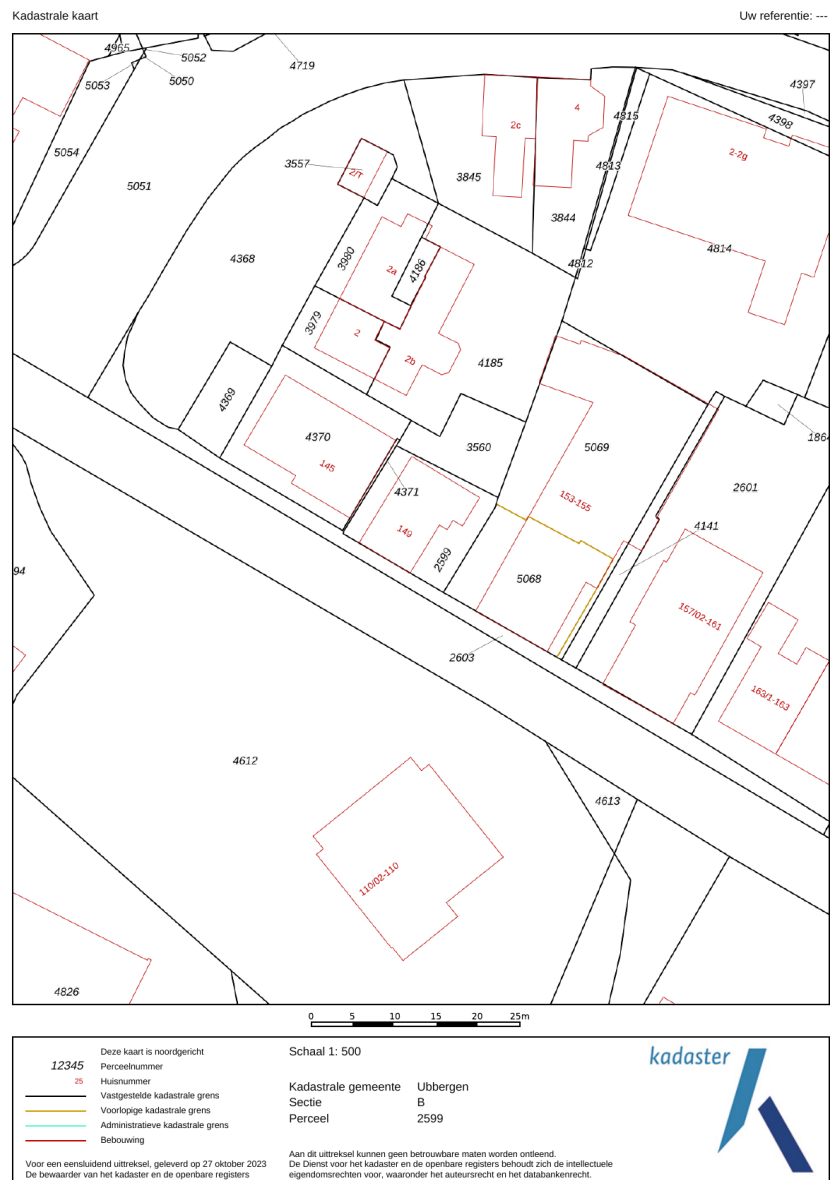 Kadastrale kaart
Uw referentie: ---
4965
5052
5053
5050
4719
4397
4398
4815
2c
4
5054
3557
2/T
4813
2-2g
5051
3845
3844
4814
4368
3980
2a
4186
4812
3979
2
2b
4185
4369
4370
3560
5069
145
1864
4371
2601
153-155
149
4141
2599
94
5068
157/02-161
2603
163/1-163
4612
4613
110/02-110
4826
0 5 10 15 20 25m
12345
25
Deze kaart is noordgericht
Perceelnummer
Huisnummer
Vastgestelde kadastrale grens
Voorlopige kadastrale grens
Administratieve kadastrale grens
Bebouwing
Voor een eensluidend uittreksel, geleverd op 27 oktober 2023
De bewaarder van het kadaster en de openbare registers
Schaal 1: 500
Kadastrale gemeente Ubbergen
Sectie B
Perceel 2599
Aan dit uittreksel kunnen geen betrouwbare maten worden ontleend.
De Dienst voor het kadaster en de openbare registers behoudt zich de intellectuele
eigendomsrechten voor, waaronder het auteursrecht en het databankenrecht.
kadaster